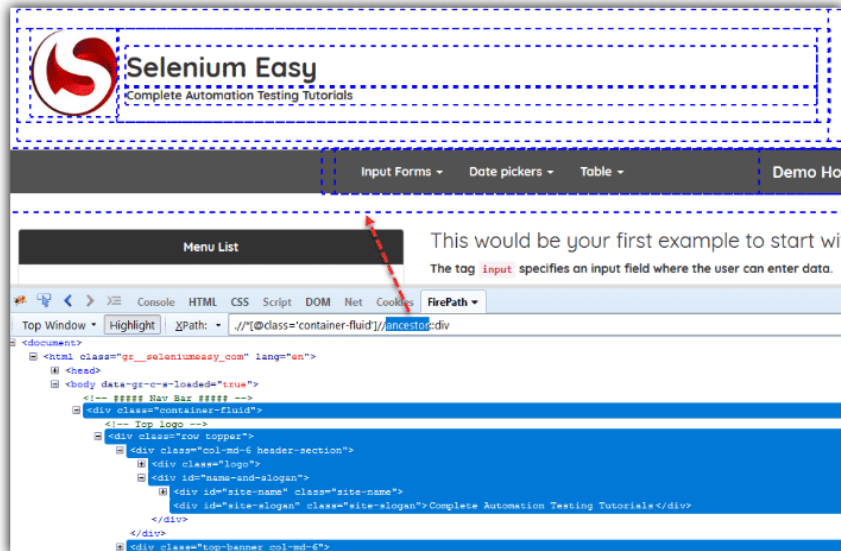 Selenium Easy
Complete Automation Testing Tutorials
Input Forms Date pickers Table Demo Ho
Menu List
This would be your first example to start wi
The tag input specifies an input field where the user can enter data.
Console HTML CSS Script DOM Net Cookies FirePath
Top Window Highlight XPath: .//*[@class='container-fluid']//ancestor::div
<document>
<html class="gr__seleniumeasy_com" lang="en">
<head>
<body data-gr-c-s-loaded="true">
<!-- ##### Nav Bar ##### -->
<div class="container-fluid">
<!-- Top logo -->
<div class="row topper">
<div class="col-md-6 header-section">
<div class="logo">
<div id="name-and-slogan">
<div id="site-name" class="site-name">
<div id="site-slogan" class="site-slogan">Complete Automation Testing Tutorials</div>
</div>
</div>
<div class="top-banner col-md-6">